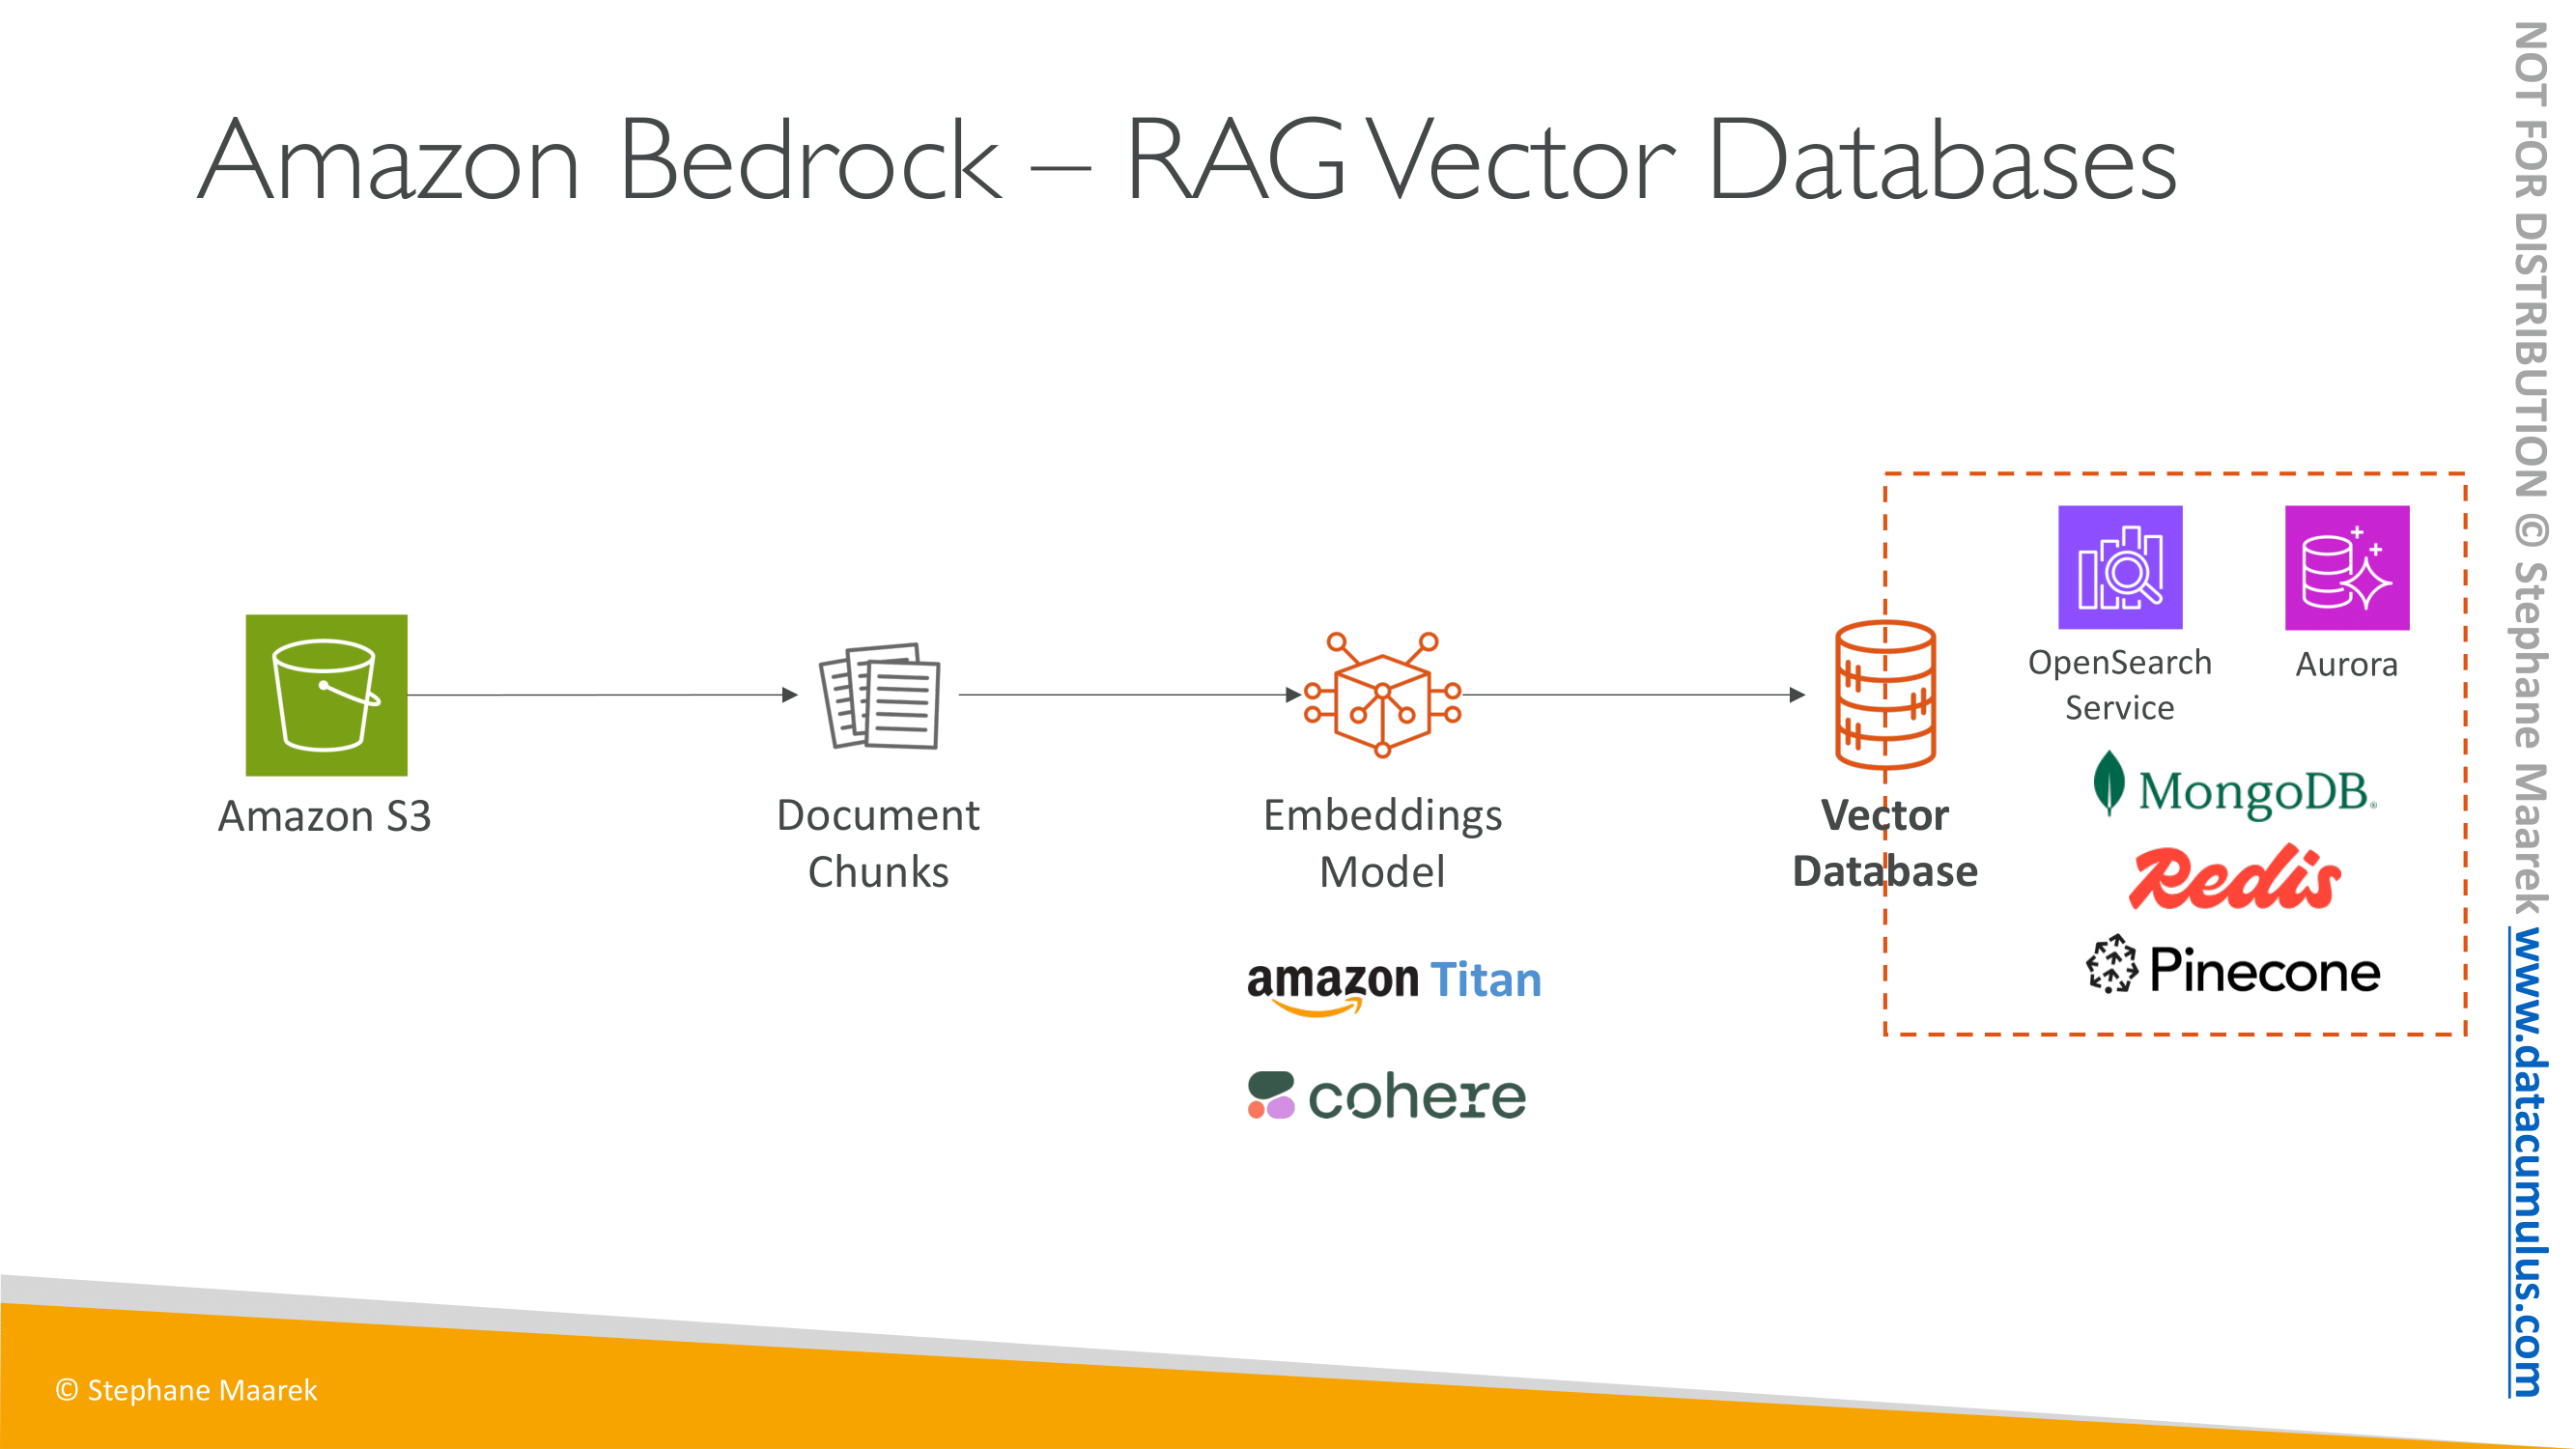 Amazon Bedrock – RAG Vector Databases
Amazon S3
Document
Chunks
Embeddings
Model
amazon Titan
cohere
Vector
Database
OpenSearch
Service
Aurora
MongoDB®
Redis
Pinecone
© Stephane Maarek
NOT FOR DISTRIBUTION © Stephane Maarek www.datacumulus.com